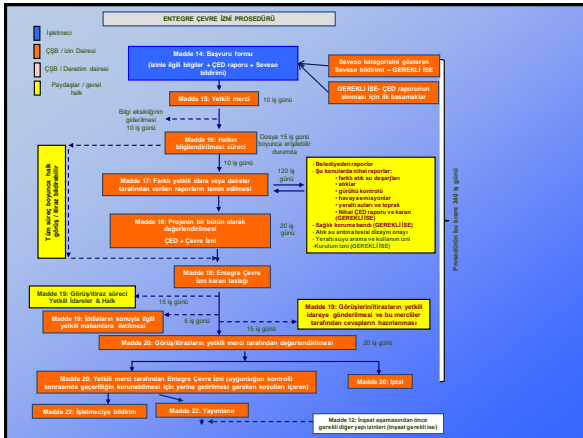 ENTEGRE ÇEVRE İZNİ PROSEDÜRÜ
İşletmeci
ÇŞB / izin Dairesi
ÇŞB / Denetim dairesi
Paydaşlar / genel
halk
Madde 14: Başvuru formu
(izinle ilgili bilgiler + ÇED raporu + Seveso
bildirimi)
Seveso kategorisini gösteren
Seveso bildirimi – GEREKLİ İSE
GEREKLİ İSE- ÇED raporunun
alınması için ilk basamaklar
Madde 15: Yetkili merci
10 iş günü
Bilgi eksikliğinin
giderilmesi
10 iş günü
Madde 16: Halkın
bilgilendirilmesi süreci
Dosya 15 iş günü
boyunca erişilebilir
durumda
10 iş günü
Madde 17: Farklı yetkili idare veya daireler
tarafından verilen raporların temin edilmesi
120 iş
günü
- Belediyeden raporlar
- Şu konularda nihai raporlar:
• farklı atık su deşarjları
• atıklar
• gürültü kontrolü
• havaya emisyonlar
• yeraltı suları ve toprak
• Nihai ÇED raporu ve kararı
(GEREKLİ İSE)
- Sağlık koruma bandı (GEREKLİ İSE)
- Atık su arıtma tesisi dizaynı onayı
- Yeraltı suyu arama ve kullanım izni
-Kurulum izni (GEREKLİ İSE)
Tüm süreç boyunca halk
görüş / itiraz bildirebilir
Prosedürün bu kısmı 240 iş günü
Madde 18: Projenin bir bütün olarak
değerlendirilmesi
ÇED + Çevre İzni
20 iş
günü
Madde 18: Entegre Çevre
İzni kararı taslağı
Madde 19: Görüş/itiraz süreci
Yetkili İdareler & Halk
15 iş günü
Madde 19: İddiaların konuyla ilgili
yetkili makamlara iletilmesi
5 iş günü
15 iş günü
Madde 19: Görüşlerin/itirazların yetkili
idareye gönderilmesi ve bu merciler
tarafından cevapların hazırlanması
Madde 20: Görüş/itirazların yetkili merci tarafından değerlendirilmesi
20 iş günü
Madde 20: Yetkili merci tarafından Entegre Çevre İzni (uygunluğun kontrolü
sonrasında geçerliliğin korunabilmesi için yerine getirilmesi gereken koşulları içeren)
Madde 20: İptal
Madde 22: İşletmeciye bildirim
Madde 22: Yayımlanır
Madde 12: İnşaat aşamasından önce
gerekli diğer yapı izinleri (inşaat gerekli ise)